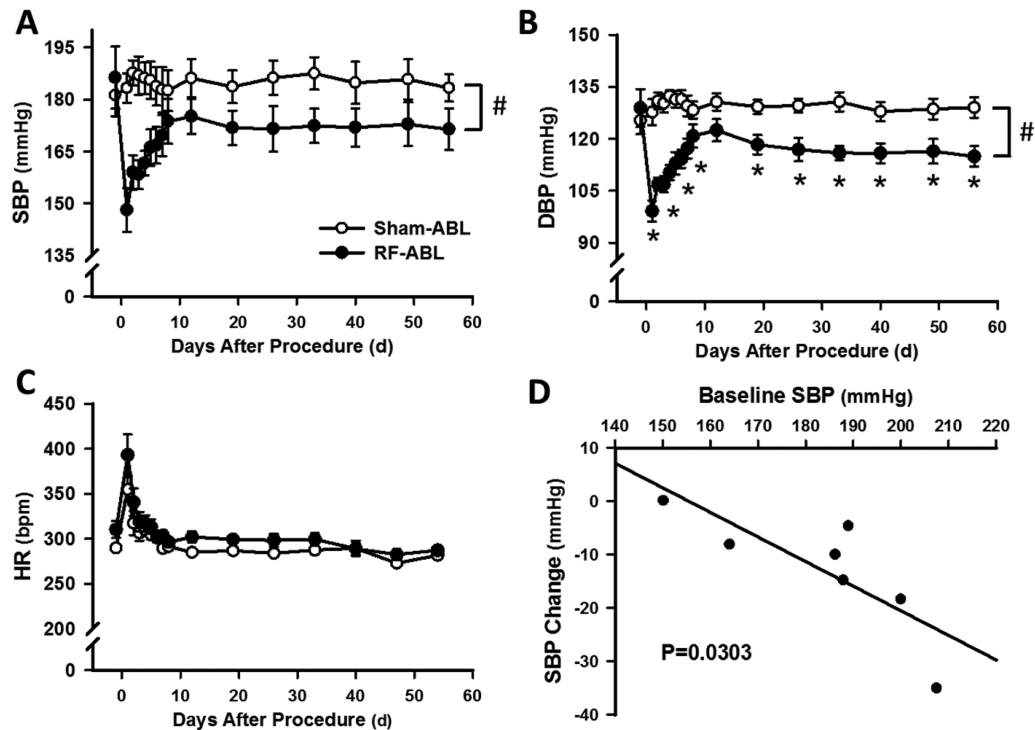 A
195
180
165
150
135
0
SBP (mmHg)
#
Sham-ABL
RF-ABL
0 10 20 30 40 50 60
Days After Procedure (d)
B
135
120
105
90
0
DBP (mmHg)
#
* * * * * * * * * *
0 10 20 30 40 50 60
Days After Procedure (d)
C
450
400
350
300
250
200
0
HR (bpm)
0 10 20 30 40 50 60
Days After Procedure (d)
D
Baseline SBP (mmHg)
140 150 160 170 180 190 200 210 220
10
0
-10
-20
-30
-40
SBP Change (mmHg)
P=0.0303